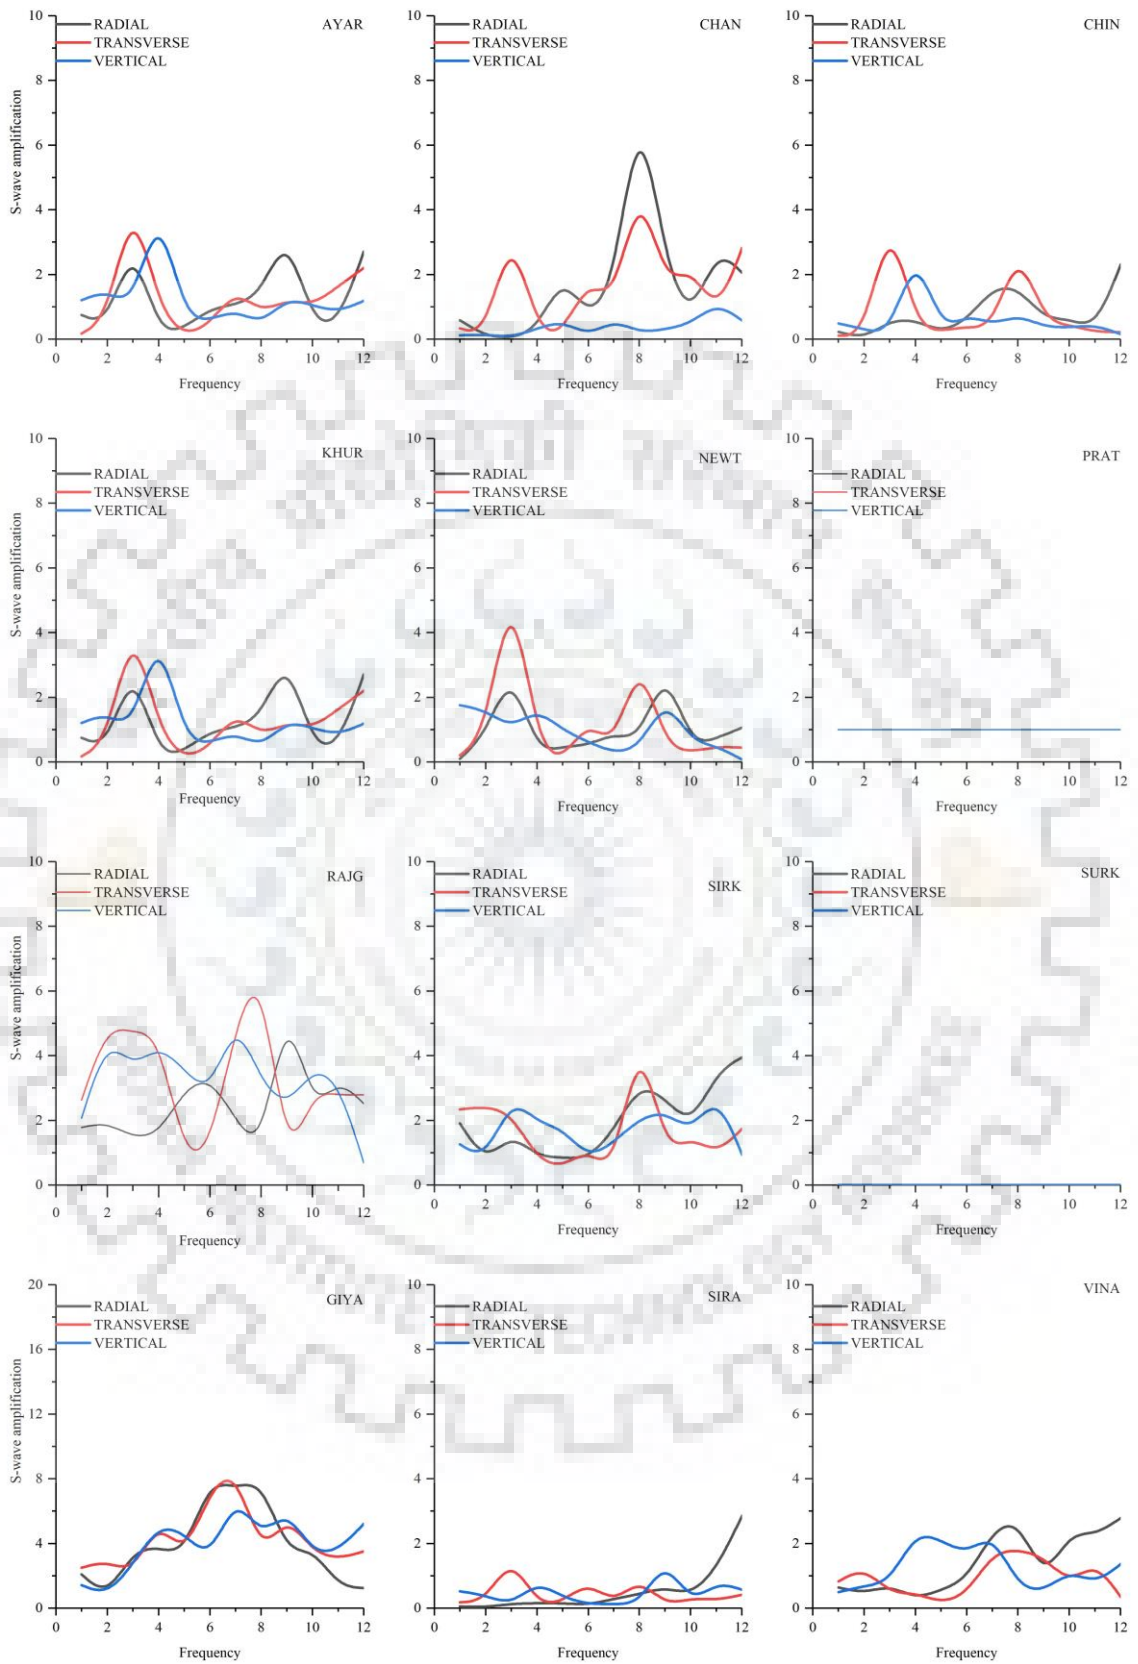 AYAR
RADIAL
TRANSVERSE
VERTICAL
10
8
6
4
2
0
S-wave amplification
0 2 4 6 8 10 12
Frequency
CHAN
RADIAL
TRANSVERSE
VERTICAL
10
8
6
4
2
0
0 2 4 6 8 10 12
Frequency
CHIN
RADIAL
TRANSVERSE
VERTICAL
10
8
6
4
2
0
0 2 4 6 8 10 12
Frequency
KHUR
RADIAL
TRANSVERSE
VERTICAL
10
8
6
4
2
0
S-wave amplification
0 2 4 6 8 10 12
Frequency
NEWT
RADIAL
TRANSVERSE
VERTICAL
10
8
6
4
2
0
0 2 4 6 8 10 12
Frequency
PRAT
RADIAL
TRANSVERSE
VERTICAL
10
8
6
4
2
0
0 2 4 6 8 10 12
Frequency
RAJG
RADIAL
TRANSVERSE
VERTICAL
10
8
6
4
2
0
S-wave amplification
0 2 4 6 8 10 12
Frequency
SIRK
RADIAL
TRANSVERSE
VERTICAL
10
8
6
4
2
0
0 2 4 6 8 10 12
Frequency
SURK
RADIAL
TRANSVERSE
VERTICAL
10
8
6
4
2
0
0 2 4 6 8 10 12
Frequency
GIYA
RADIAL
TRANSVERSE
VERTICAL
20
16
12
8
4
0
S-wave amplification
0 2 4 6 8 10 12
Frequency
SIRA
RADIAL
TRANSVERSE
VERTICAL
10
8
6
4
2
0
0 2 4 6 8 10 12
Frequency
VINA
RADIAL
TRANSVERSE
VERTICAL
10
8
6
4
2
0
0 2 4 6 8 10 12
Frequency